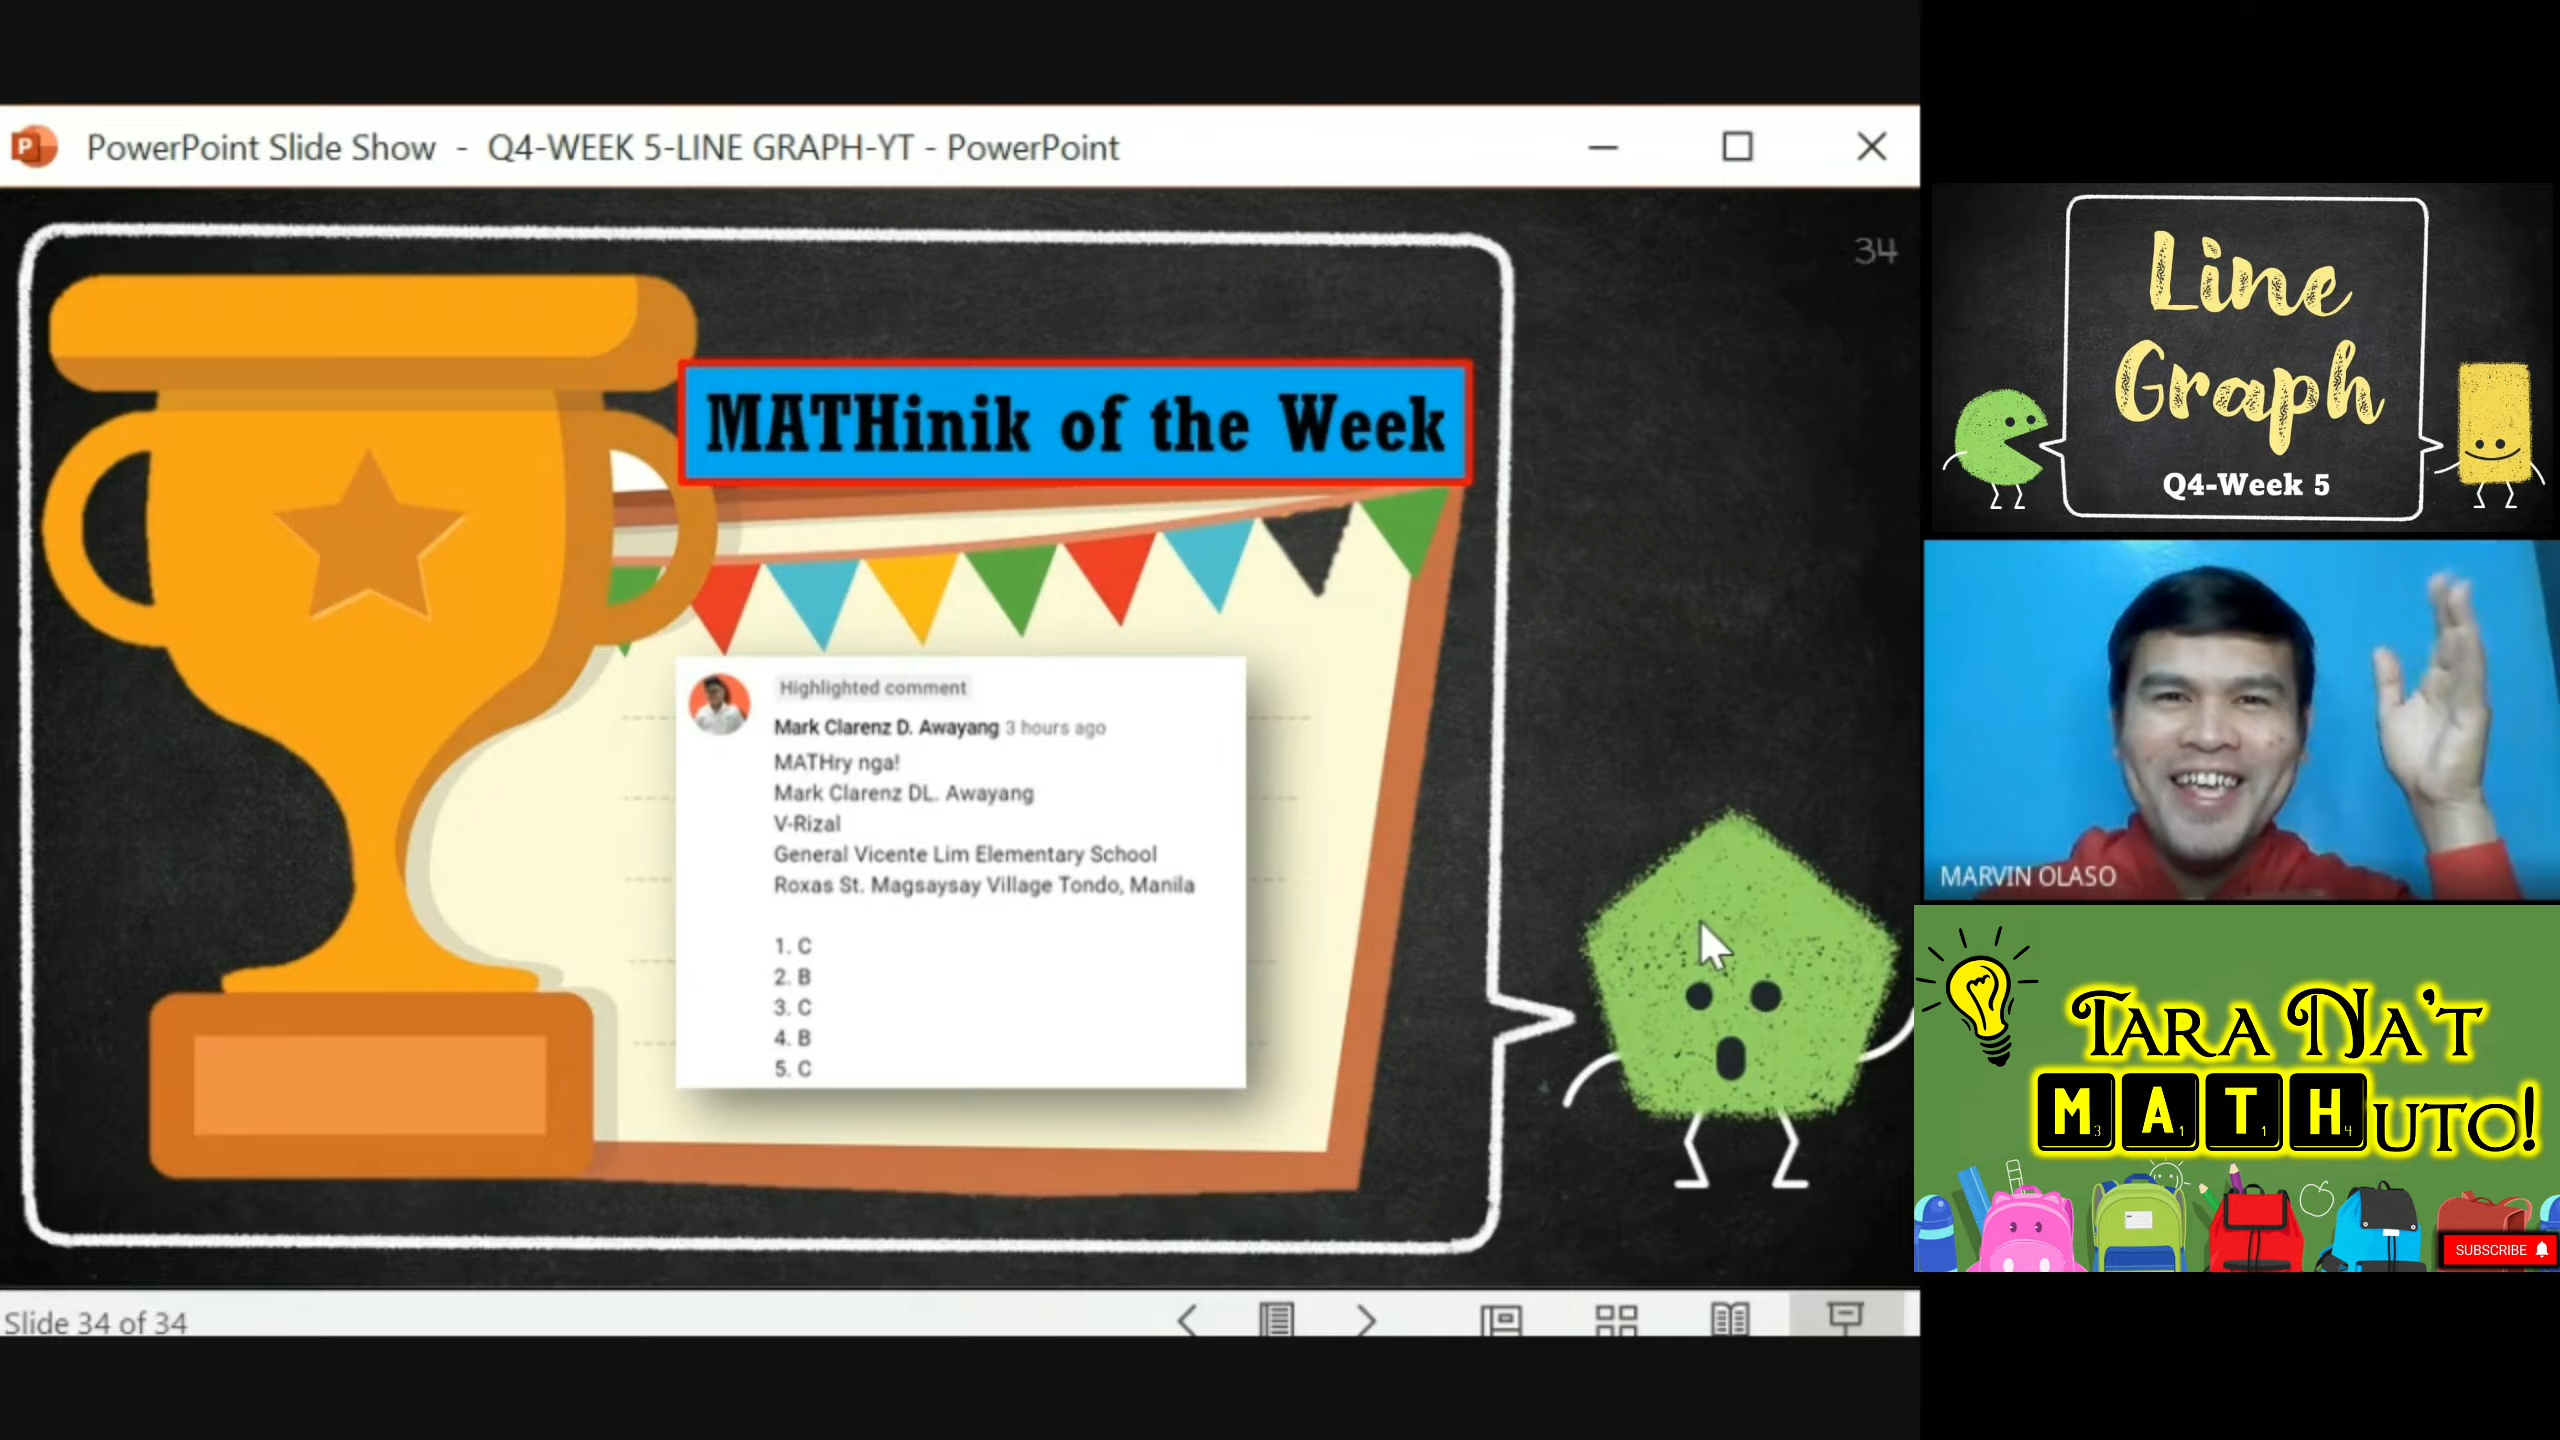 PowerPoint Slide Show - Q4-WEEK 5-LINE GRAPH-YT - PowerPoint
34
MATHinik of the Week
Highlighted comment
Mark Clarenz D. Awayang 3 hours ago
MATHry nga!
Mark Clarenz DL. Awayang
V-Rizal
General Vicente Lim Elementary School
Roxas St. Magsaysay Village Tondo, Manila
1. C
2. B
3. C
4. B
5. C
Slide 34 of 34
Line
Graph
Q4-Week 5
MARVIN OLASO
TARA NA'T
MATHUTO!
SUBSCRIBE